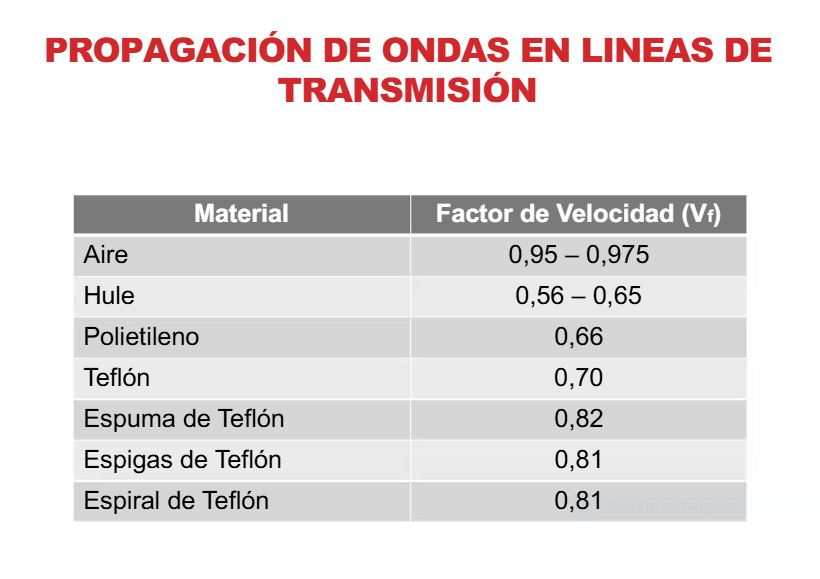 PROPAGACIÓN DE ONDAS EN LINEAS DE
TRANSMISIÓN
Material Factor de Velocidad (Vf)
Aire 0,95 – 0,975
Hule 0,56 – 0,65
Polietileno 0,66
Teflón 0,70
Espuma de Teflón 0,82
Espigas de Teflón 0,81
Espiral de Teflón 0,81
Recorte rectangular